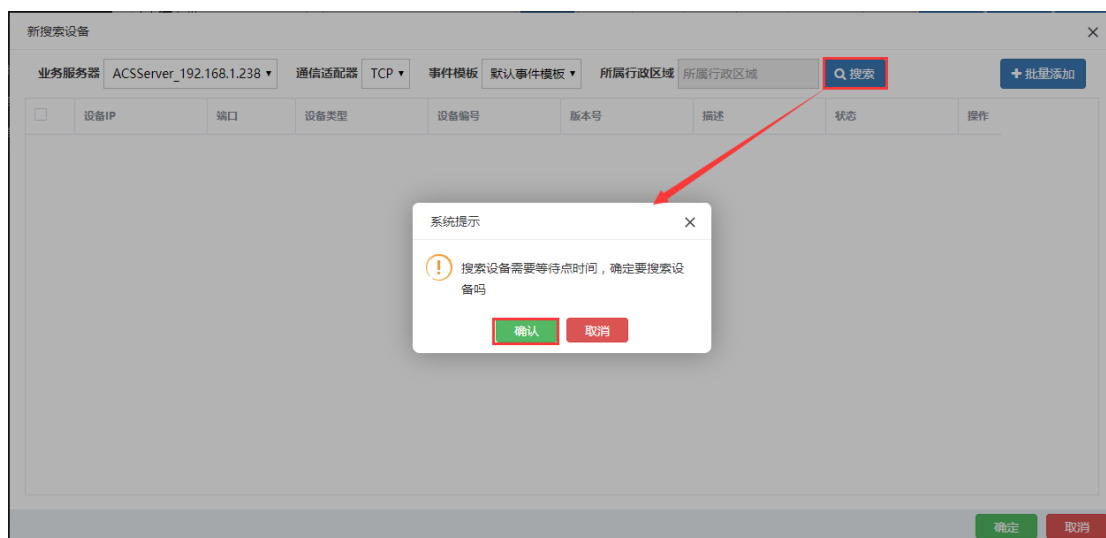 新搜索设备
业务服务器 ACSServer_192.168.1.238 通信适配器 TCP 事件模板 默认事件模板 所属行政区域 所属行政区域 搜索 批量添加
设备IP 端口 设备类型 设备编号 版本号 描述 状态 操作
系统提示
搜索设备需要等待点时间，确定要搜索设
备吗
确认 取消
确定 取消